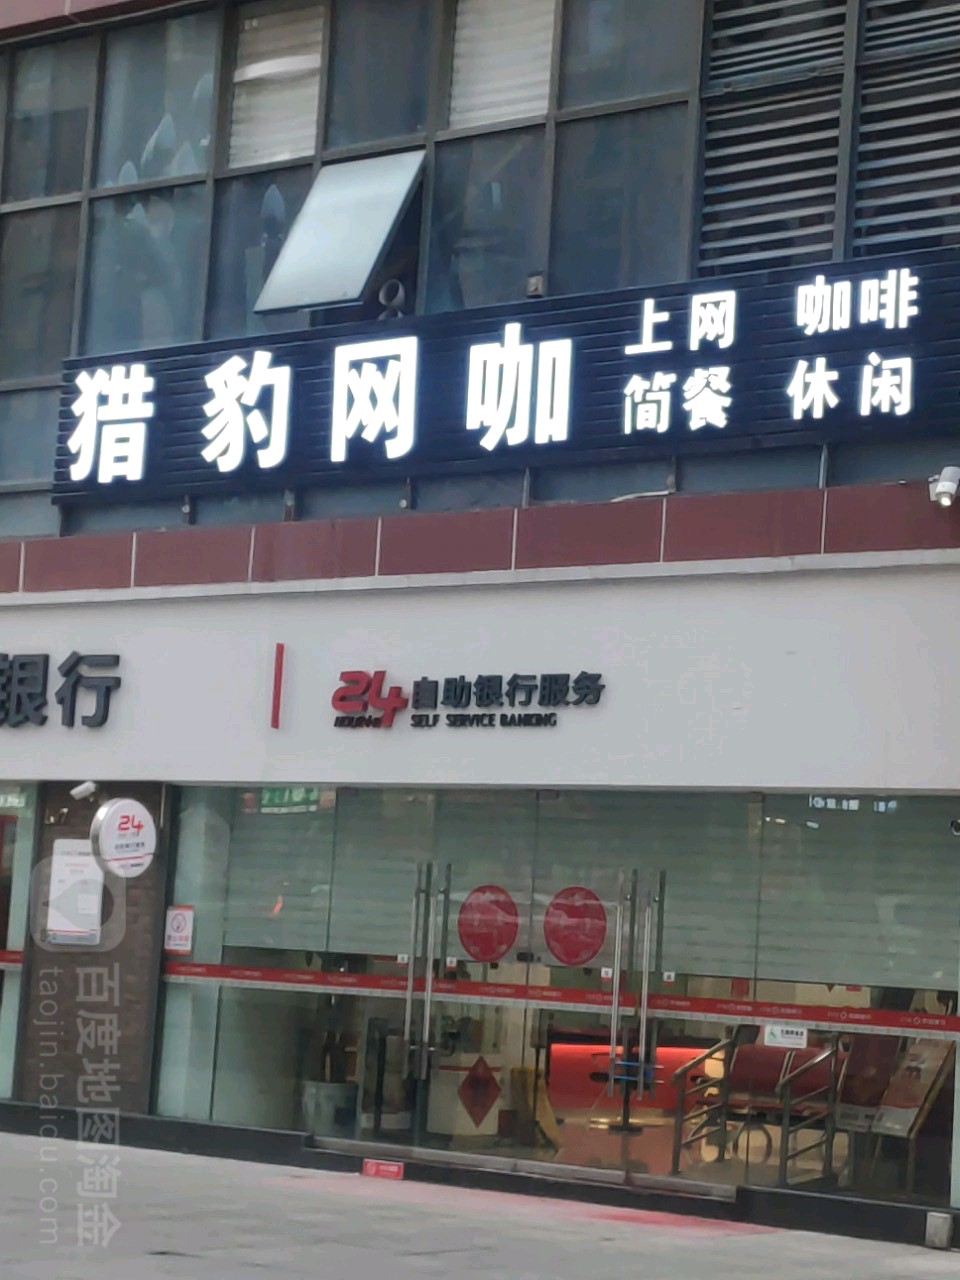 猎豹网咖
上网 咖啡
简餐 休闲
银行
24
HOURS
自助银行服务
SELF SERVICE BANKING
24
百度地图淘金
taojin.baidu.com